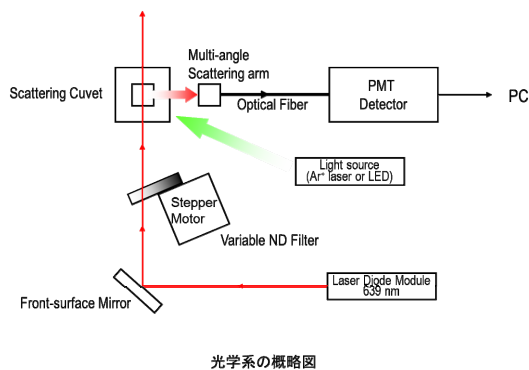 Multi-angle
Scattering arm
Scattering Cuvet
Optical Fiber
PMT
Detector
PC
Light source
(Ar⁺ laser or LED)
Stepper
Motor
Variable ND Filter
Front-surface Mirror
Laser Diode Module
639 nm
光学系の概略図